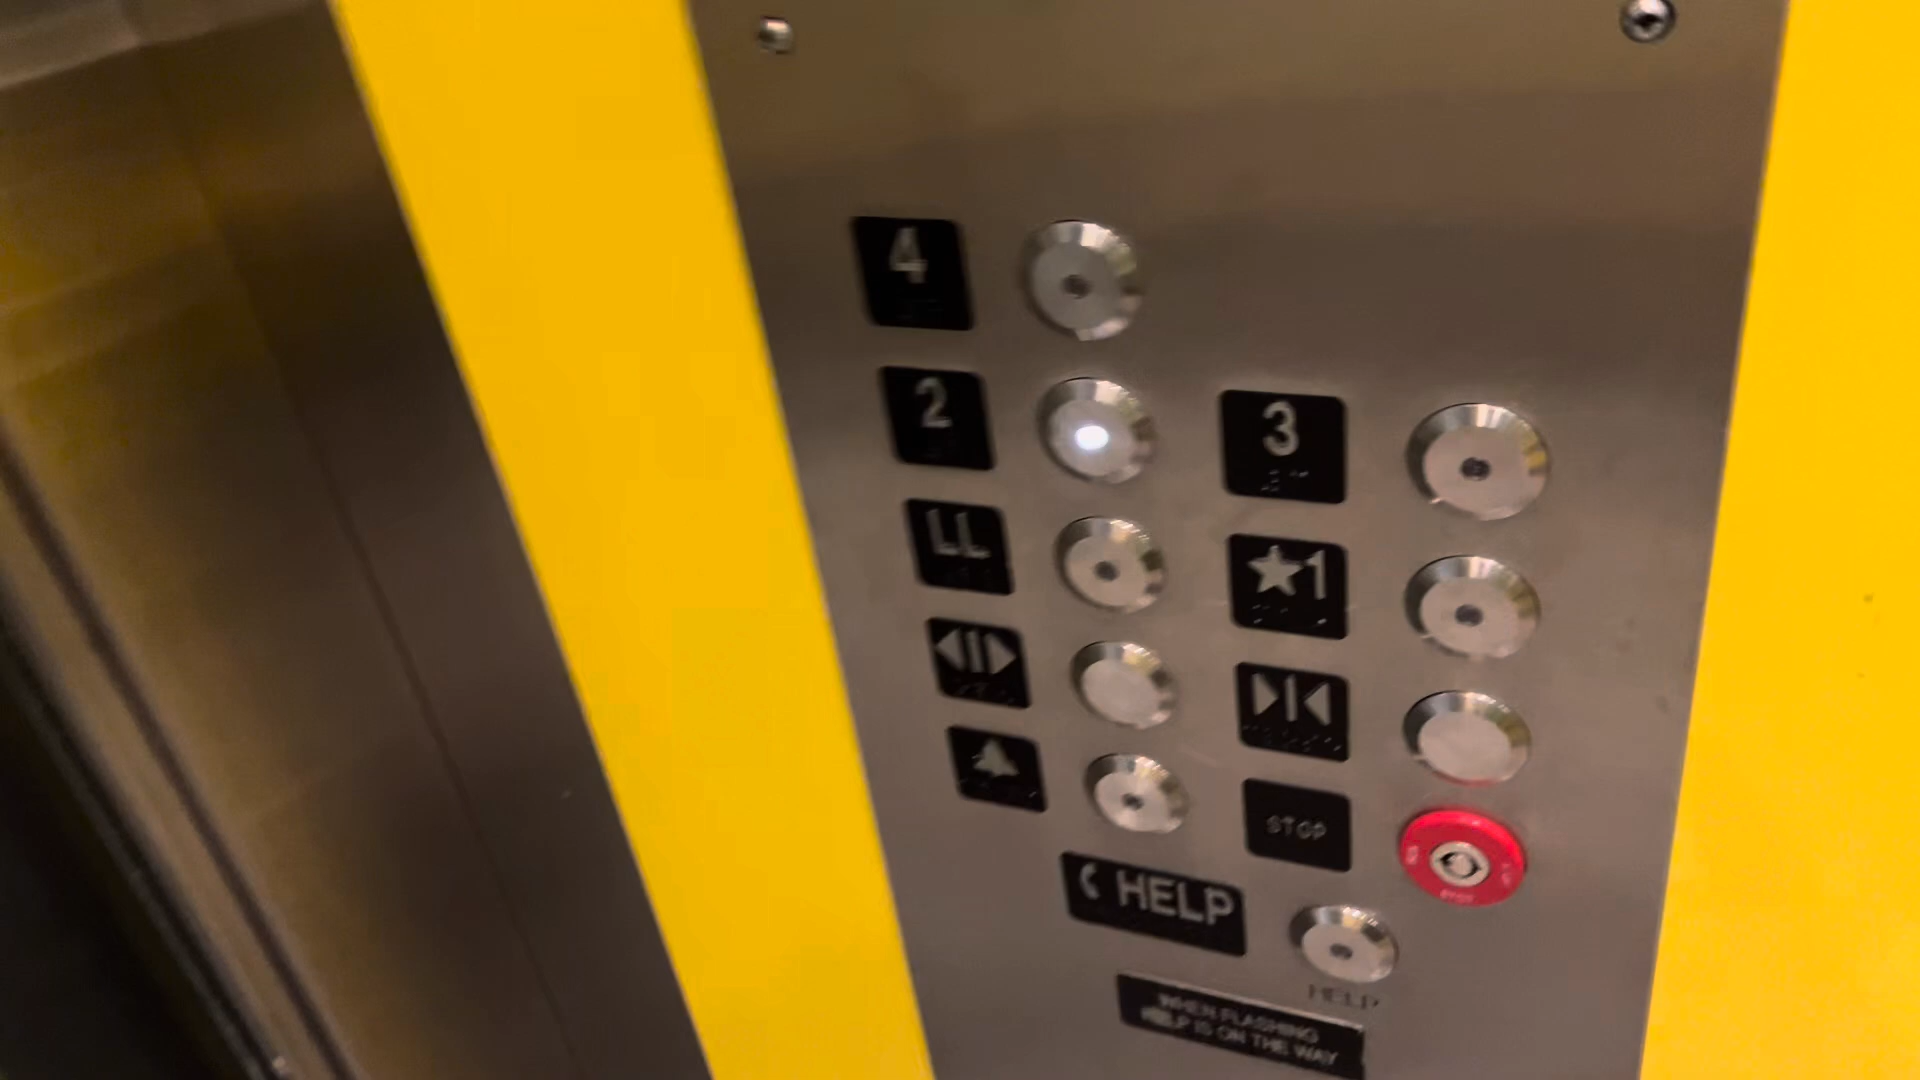 4
2
3
LL
★1
STOP
HELP
HELP
WHEN FLASHING
HELP IS ON THE WAY